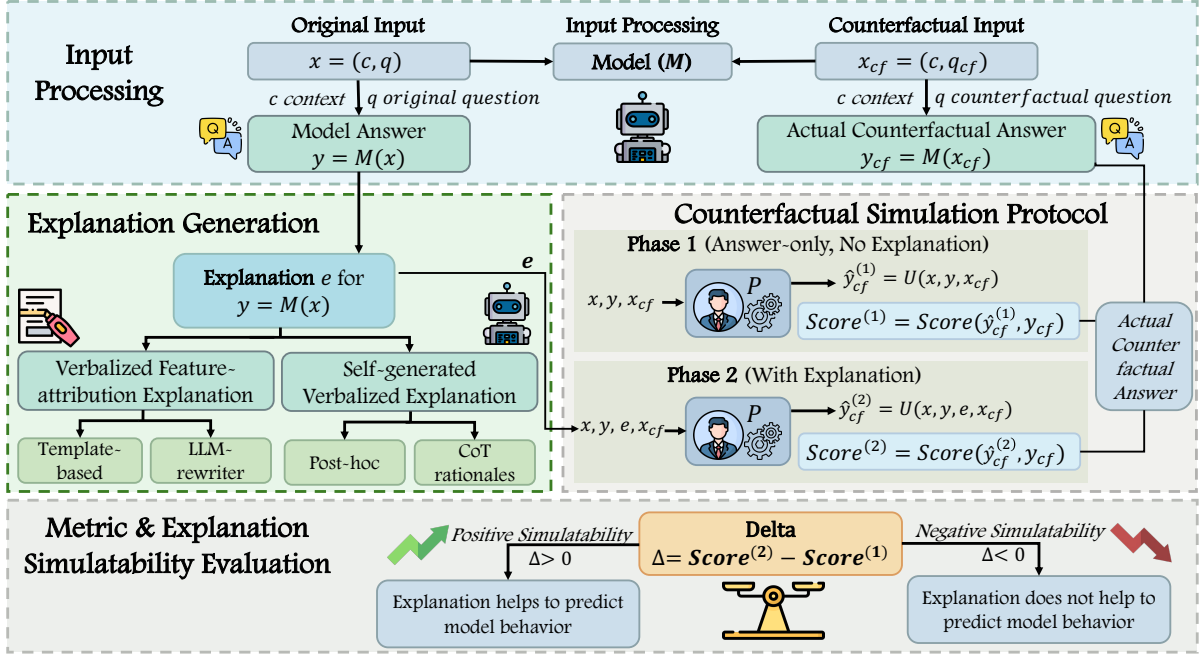 Input
Processing
Original Input
x = (c, q)
c context
q original question
Model Answer
y = M(x)
Q
A
Input Processing
Model (M)
Counterfactual Input
x_cf = (c, q_cf)
c context
q counterfactual question
Actual Counterfactual Answer
y_cf = M(x_cf)
Q
A
Explanation Generation
Explanation e for
y = M(x)
e
Verbalized Feature-
attribution Explanation
Self-generated
Verbalized Explanation
Template-
based
LLM-
rewriter
Post-hoc
CoT
rationales
Counterfactual Simulation Protocol
Phase 1 (Answer-only, No Explanation)
x, y, x_cf
P
ŷ_cf^(1) = U(x, y, x_cf)
Score^(1) = Score(ŷ_cf^(1), y_cf)
Phase 2 (With Explanation)
x, y, e, x_cf
P
ŷ_cf^(2) = U(x, y, e, x_cf)
Score^(2) = Score(ŷ_cf^(2), y_cf)
Actual
Counter
factual
Answer
Metric & Explanation
Simulatability Evaluation
Positive Simulatability
Δ> 0
Explanation helps to predict
model behavior
Delta
Δ= Score^(2) − Score^(1)
Negative Simulatability
Δ< 0
Explanation does not help to
predict model behavior